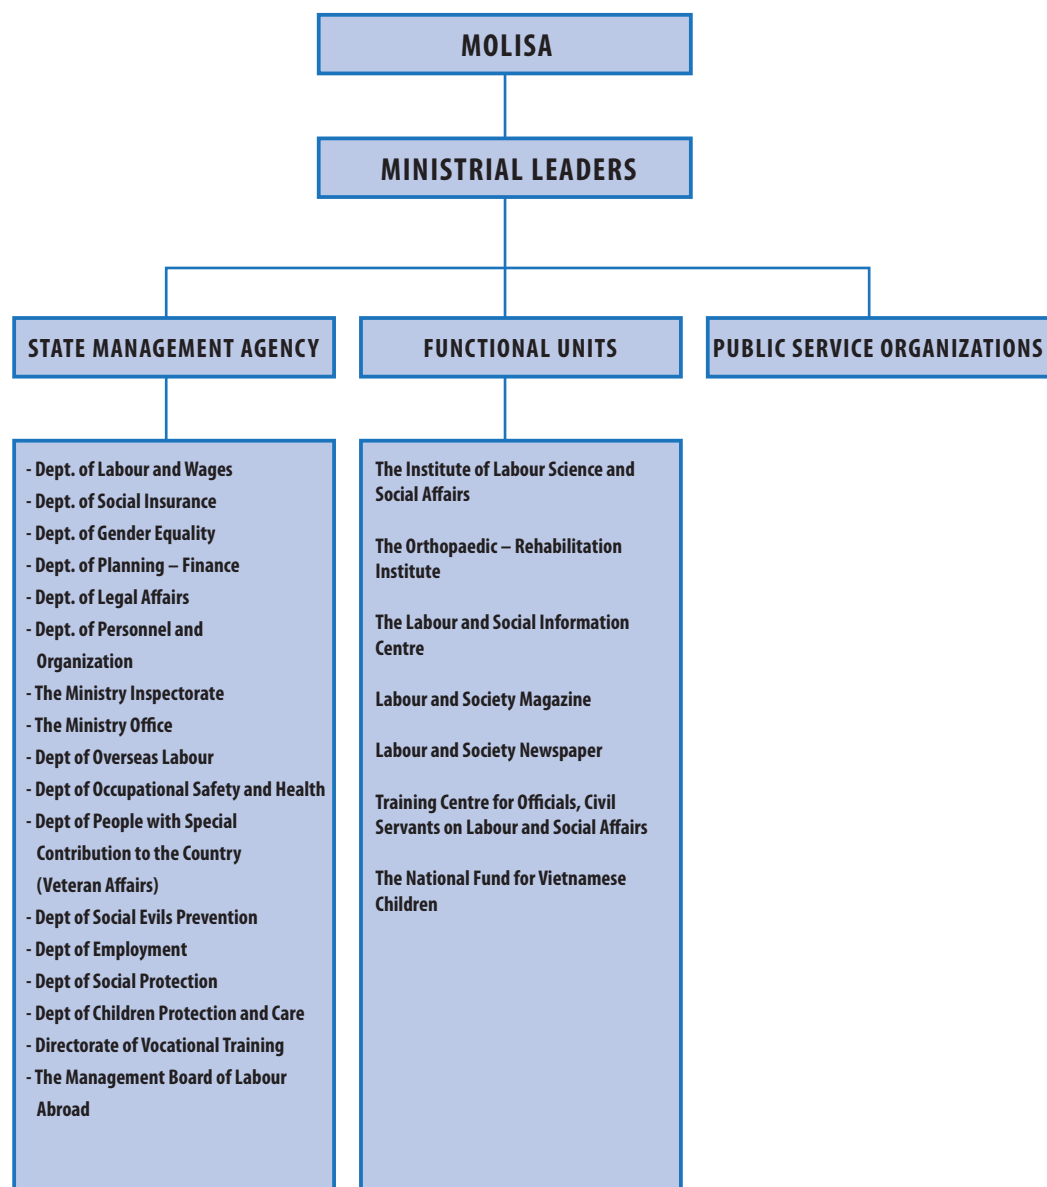 MOLISA
MINISTRIAL LEADERS
STATE MANAGEMENT AGENCY
FUNCTIONAL UNITS
PUBLIC SERVICE ORGANIZATIONS
- Dept. of Labour and Wages
- Dept. of Social Insurance
- Dept. of Gender Equality
- Dept. of Planning – Finance
- Dept. of Legal Affairs
- Dept. of Personnel and
Organization
- The Ministry Inspectorate
- The Ministry Office
- Dept of Overseas Labour
- Dept of Occupational Safety and Health
- Dept of People with Special
Contribution to the Country
(Veteran Affairs)
- Dept of Social Evils Prevention
- Dept of Employment
- Dept of Social Protection
- Dept of Children Protection and Care
- Directorate of Vocational Training
- The Management Board of Labour
Abroad
The Institute of Labour Science and
Social Affairs
The Orthopaedic – Rehabilitation
Institute
The Labour and Social Information
Centre
Labour and Society Magazine
Labour and Society Newspaper
Training Centre for Officials, Civil
Servants on Labour and Social Affairs
The National Fund for Vietnamese
Children